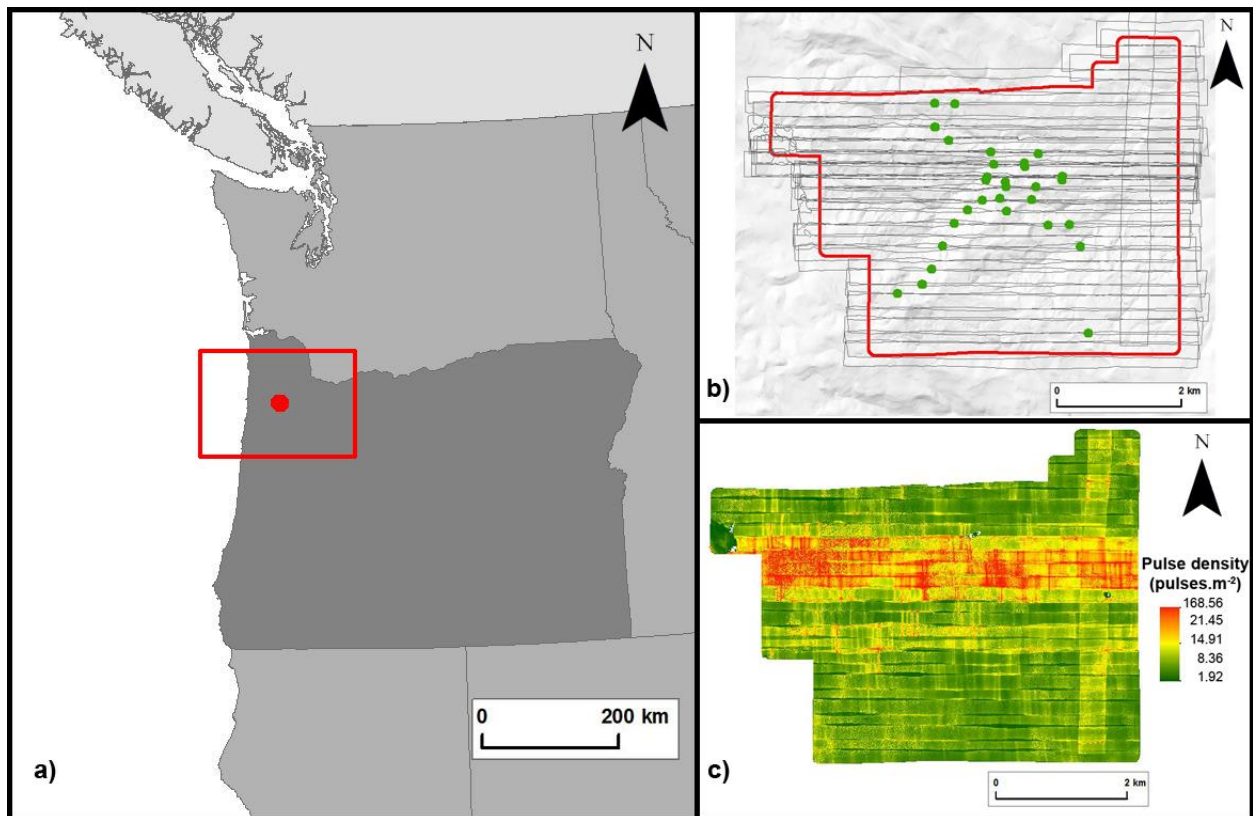 N
0
200 km
a)
N
0
2 km
b)
N
Pulse density
(pulses.m⁻²)
168.56
21.45
14.91
8.36
1.92
0
2 km
c)